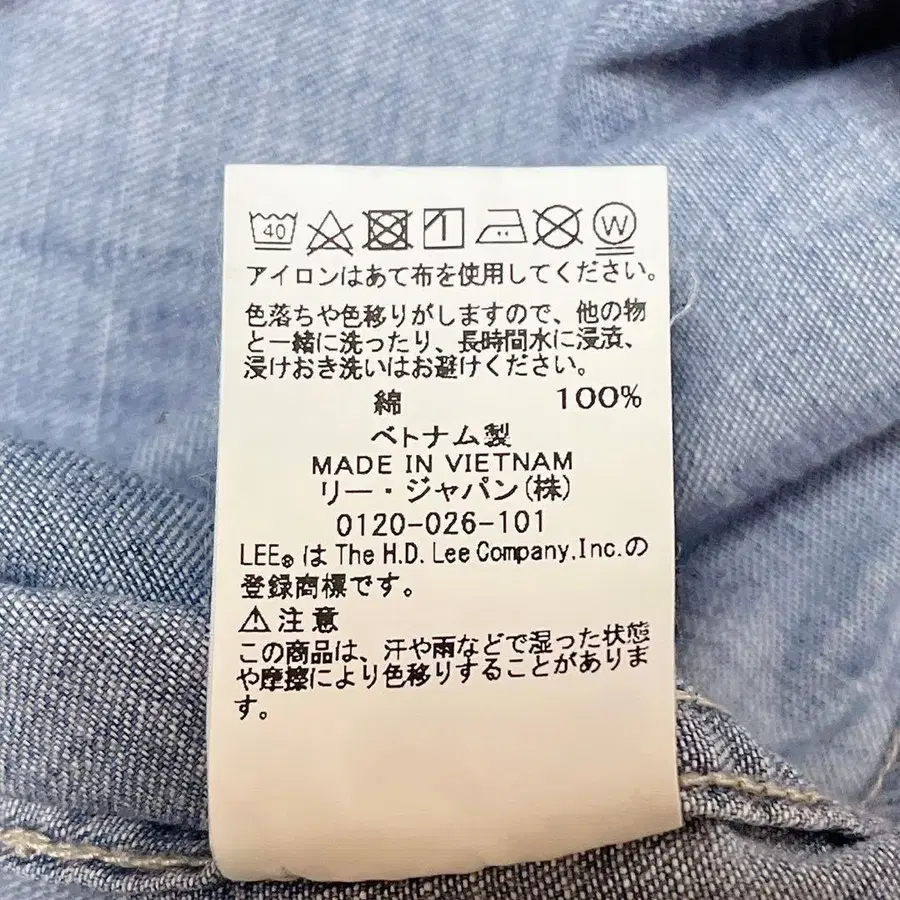 40 W
アイロンはあて布を使用してください。
色落ちや色移りがしますので、他の物
と一緒に洗ったり、長時間水に浸漬、
浸けおき洗いはお避けください。
綿 100%
ベトナム製
MADE IN VIETNAM
リー・ジャパン(株)
0120-026-101
LEE® は The H.D. Lee Company,Inc.の
登録商標です。
⚠注意
この商品は、汗や雨などで湿った状態
や摩擦により色移りすることがありま
す。